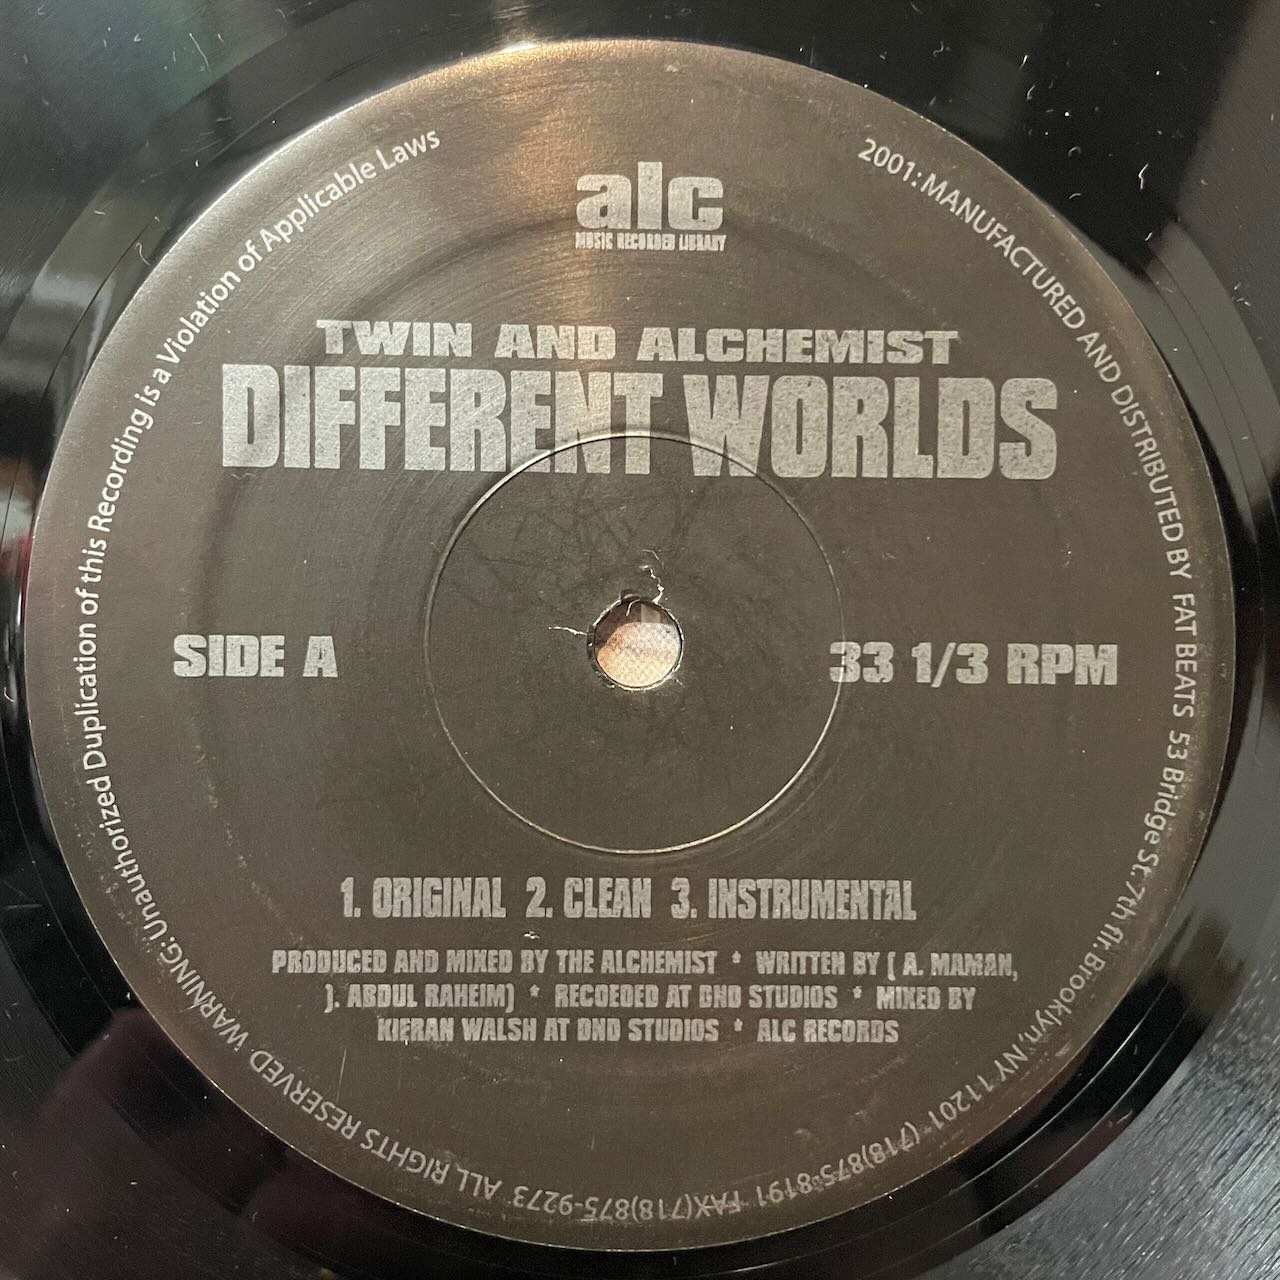 alc
MUSIC RECORDED LIBRARY
TWIN AND ALCHEMIST
DIFFERENT WORLDS
SIDE A
33 1/3 RPM
1. ORIGINAL 2. CLEAN 3. INSTRUMENTAL
PRODUCED AND MIXED BY THE ALCHEMIST * WRITTEN BY ( A. MAMAN,
J. ABDUL RAHEIM) * RECOEDED AT DND STUDIOS * MIXED BY
KIERAN WALSH AT DND STUDIOS * ALC RECORDS
2001: MANUFACTURED AND DISTRIBUTED BY FAT BEATS 53 Bridge St. 7th flr. Brooklyn, NY 11201 (718)875-8191 FAX(718)875-9273 ALL RIGHTS RESERVED WARNING: Unauthorized Duplication of this Recording is a Violation of Applicable Laws